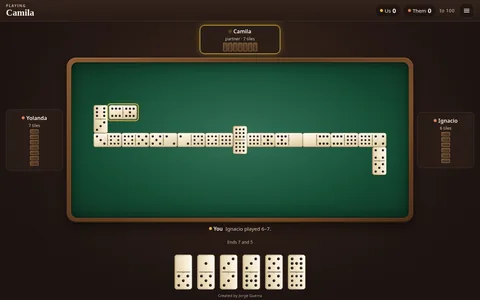 PLAYING
Camila
Us 0
Them 0
to 100
Camila
partner · 7 tiles
Yolanda
7 tiles
Ignacio
6 tiles
You Ignacio played 6–7.
Ends 7 and 5
Created by Jorge Guerra